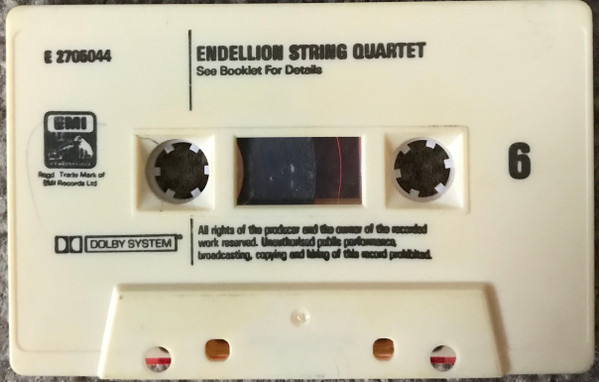 E 2705044
ENDELLION STRING QUARTET
See Booklet For Details
EMI
Regd. Trade Mark of
EMI Records Ltd
6
DOLBY SYSTEM
All rights of the producer and the owner of the recorded
work reserved. Unauthorised public performance,
broadcasting, copying and hiring of this record prohibited.